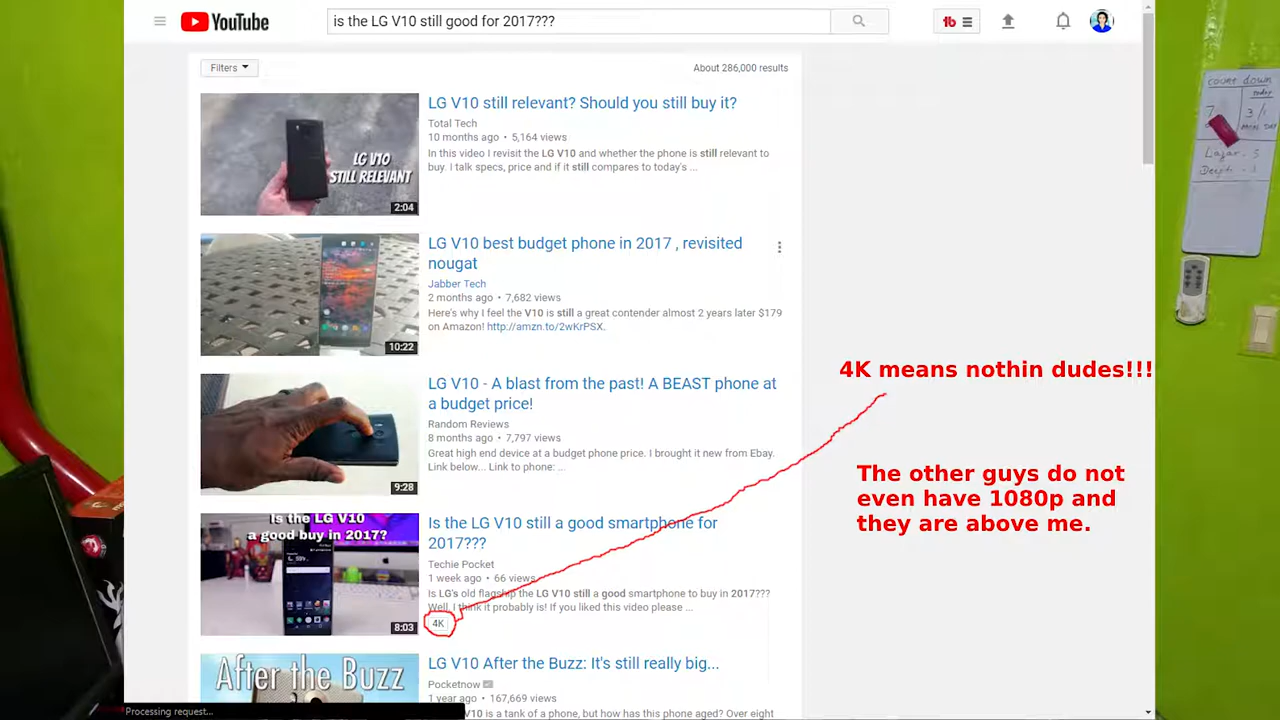 YouTube
is the LG V10 still good for 2017???
Filters
About 286,000 results
LG V10
STILL RELEVANT
2:04
LG V10 still relevant? Should you still buy it?
Total Tech
10 months ago • 5,164 views
In this video I revisit the LG V10 and whether the phone is still relevant to
buy. I talk specs, price and if it still compares to today's ...
10:22
LG V10 best budget phone in 2017 , revisited
nougat
Jabber Tech
2 months ago • 7,682 views
Here's why I feel the V10 is still a great contender almost 2 years later $179
on Amazon! http://amzn.to/2wKrPSX.
9:28
LG V10 - A blast from the past! A BEAST phone at
a budget price!
Random Reviews
8 months ago • 7,797 views
Great high end device at a budget phone price. I brought it new from Ebay.
Link below... Link to phone: ...
Is the LG V10
a good buy in 2017?
8:03
Is the LG V10 still a good smartphone for
2017???
Techie Pocket
1 week ago • 66 views
Is LG's old flagship the LG V10 still a good smartphone to buy in 2017???
Well, I think it probably is! If you liked this video please ...
4K
After the Buzz
LG V10 After the Buzz: It's still really big...
Pocketnow
1 year ago • 167,669 views
is a tank of a phone, but how has this phone aged? Over eight
Processing request...
4K means nothin dudes!!!
The other guys do not
even have 1080p and
they are above me.
count down
today
7
3/1